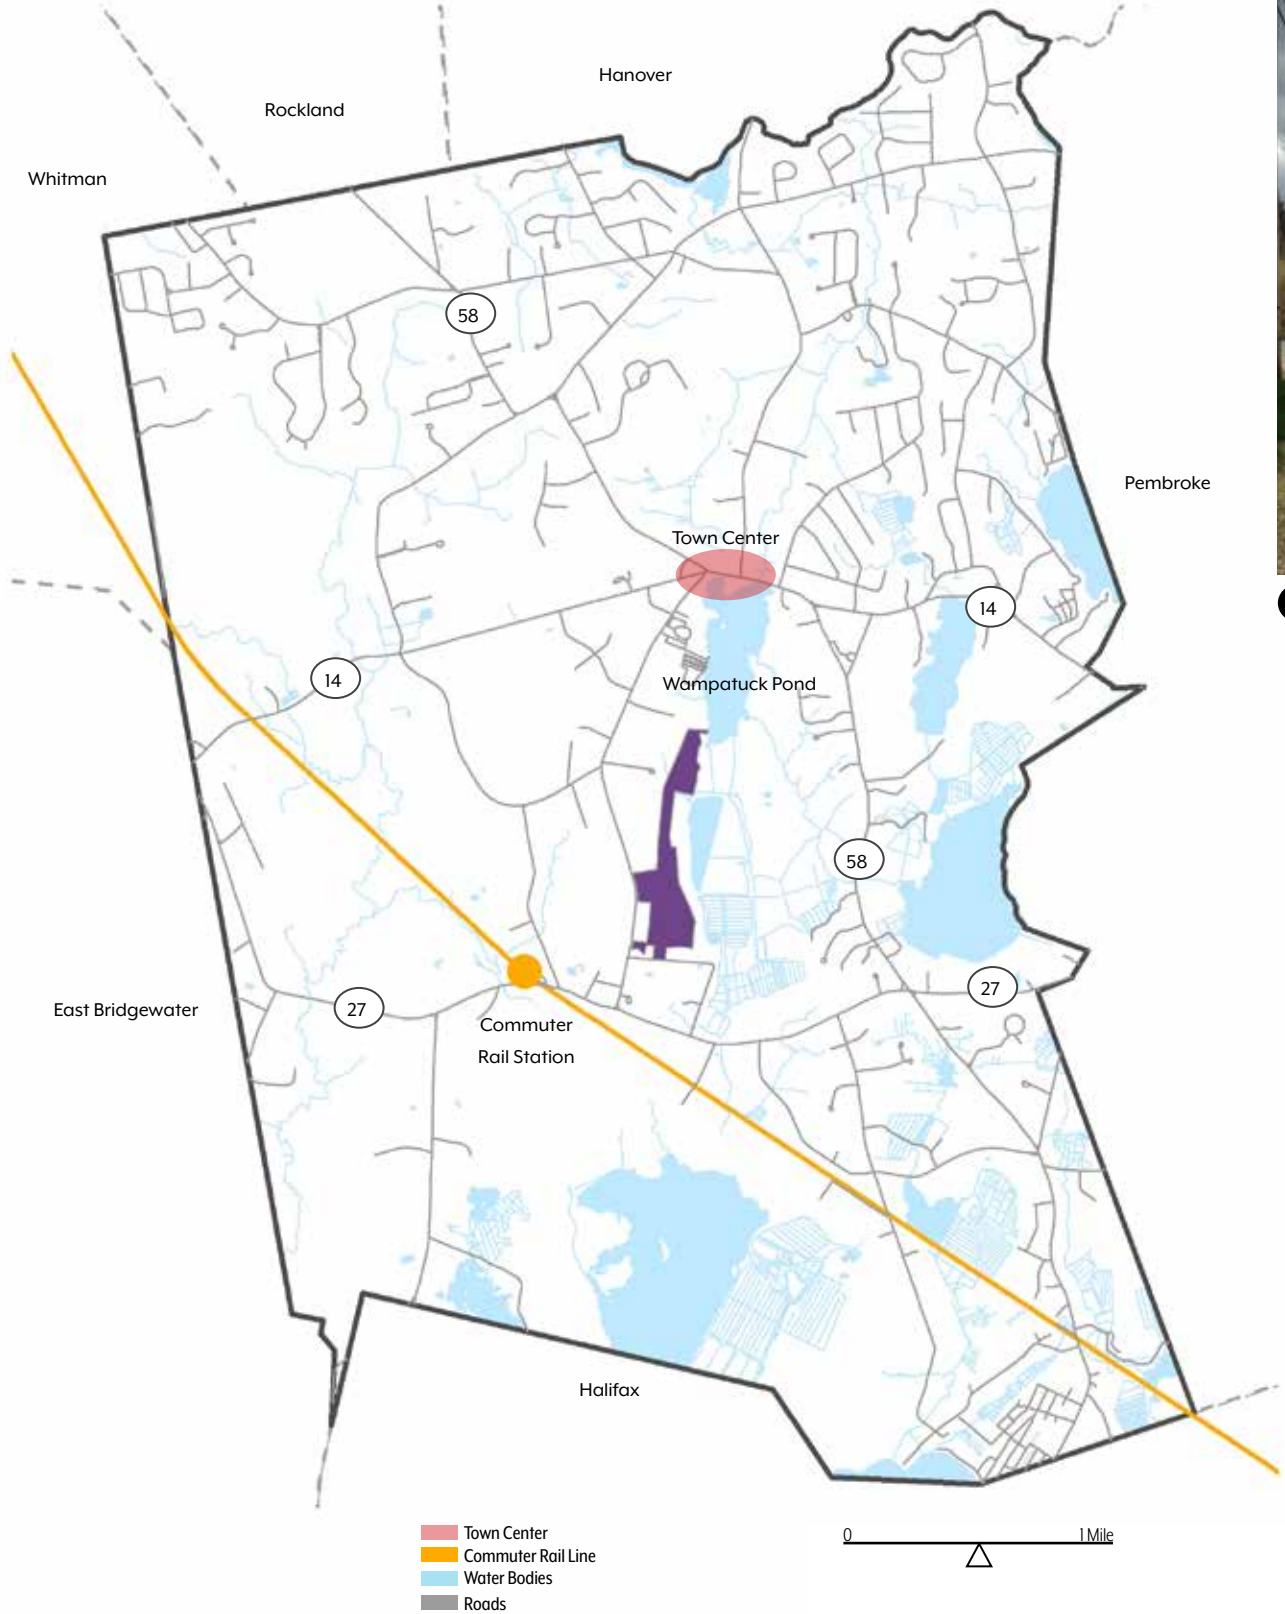 Hanover
Rockland
Whitman
58
Pembroke
Town Center
14
14
Wampatuck Pond
58
27
East Bridgewater
27
Commuter
Rail Station
Halifax
Town Center
Commuter Rail Line
Water Bodies
Roads
0 1 Mile